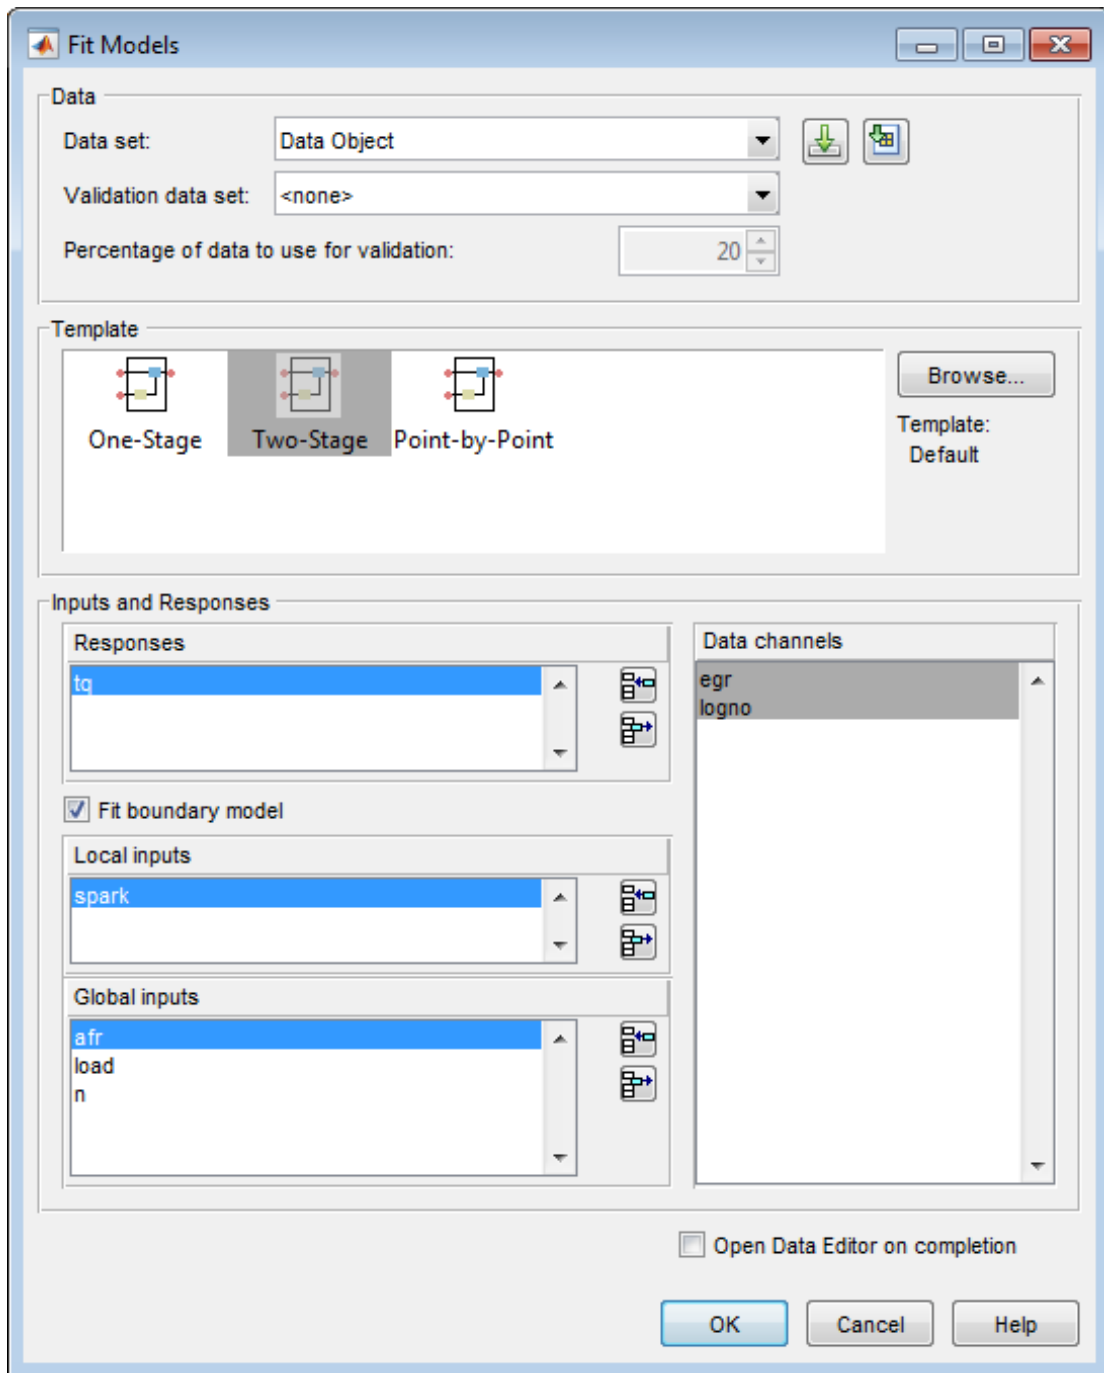 Fit Models
Data
Data set: Data Object
Validation data set: <none>
Percentage of data to use for validation: 20
Template
One-Stage Two-Stage Point-by-Point
Browse...
Template:
Default
Inputs and Responses
Responses
tq
Fit boundary model
Local inputs
spark
Global inputs
afr
load
n
Data channels
egr
logno
Open Data Editor on completion
OK Cancel Help